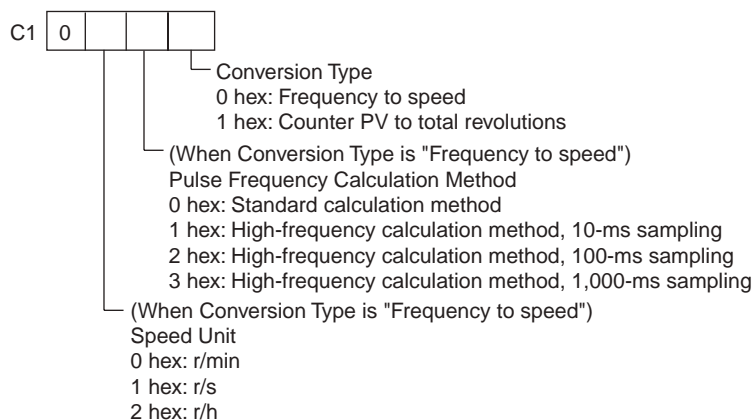 C1 0
Conversion Type
0 hex: Frequency to speed
1 hex: Counter PV to total revolutions
(When Conversion Type is "Frequency to speed")
Pulse Frequency Calculation Method
0 hex: Standard calculation method
1 hex: High-frequency calculation method, 10-ms sampling
2 hex: High-frequency calculation method, 100-ms sampling
3 hex: High-frequency calculation method, 1,000-ms sampling
(When Conversion Type is "Frequency to speed")
Speed Unit
0 hex: r/min
1 hex: r/s
2 hex: r/h